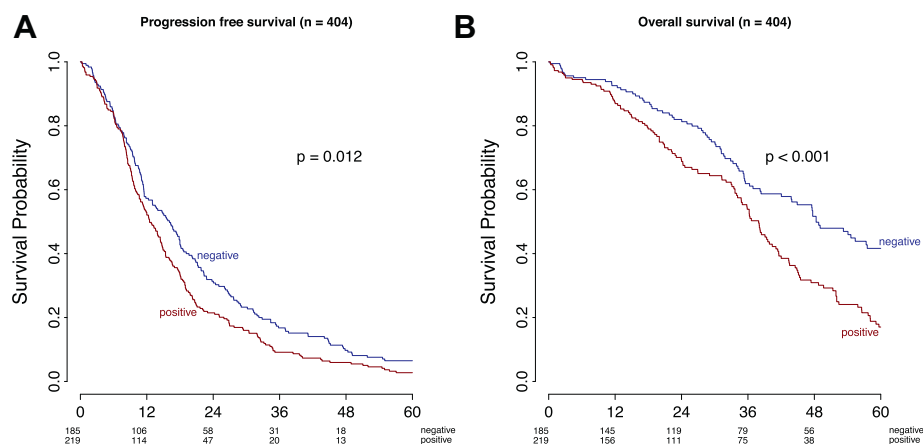 A
Progression free survival (n = 404)
Survival Probability
1.0
0.8
0.6
0.4
0.2
0.0
p = 0.012
negative
positive
0 12 24 36 48 60
185 106 58 31 18 negative
219 114 47 20 13 positive
B
Overall survival (n = 404)
Survival Probability
1.0
0.8
0.6
0.4
0.2
0.0
p < 0.001
negative
positive
0 12 24 36 48 60
185 145 119 79 56 negative
219 156 111 75 38 positive